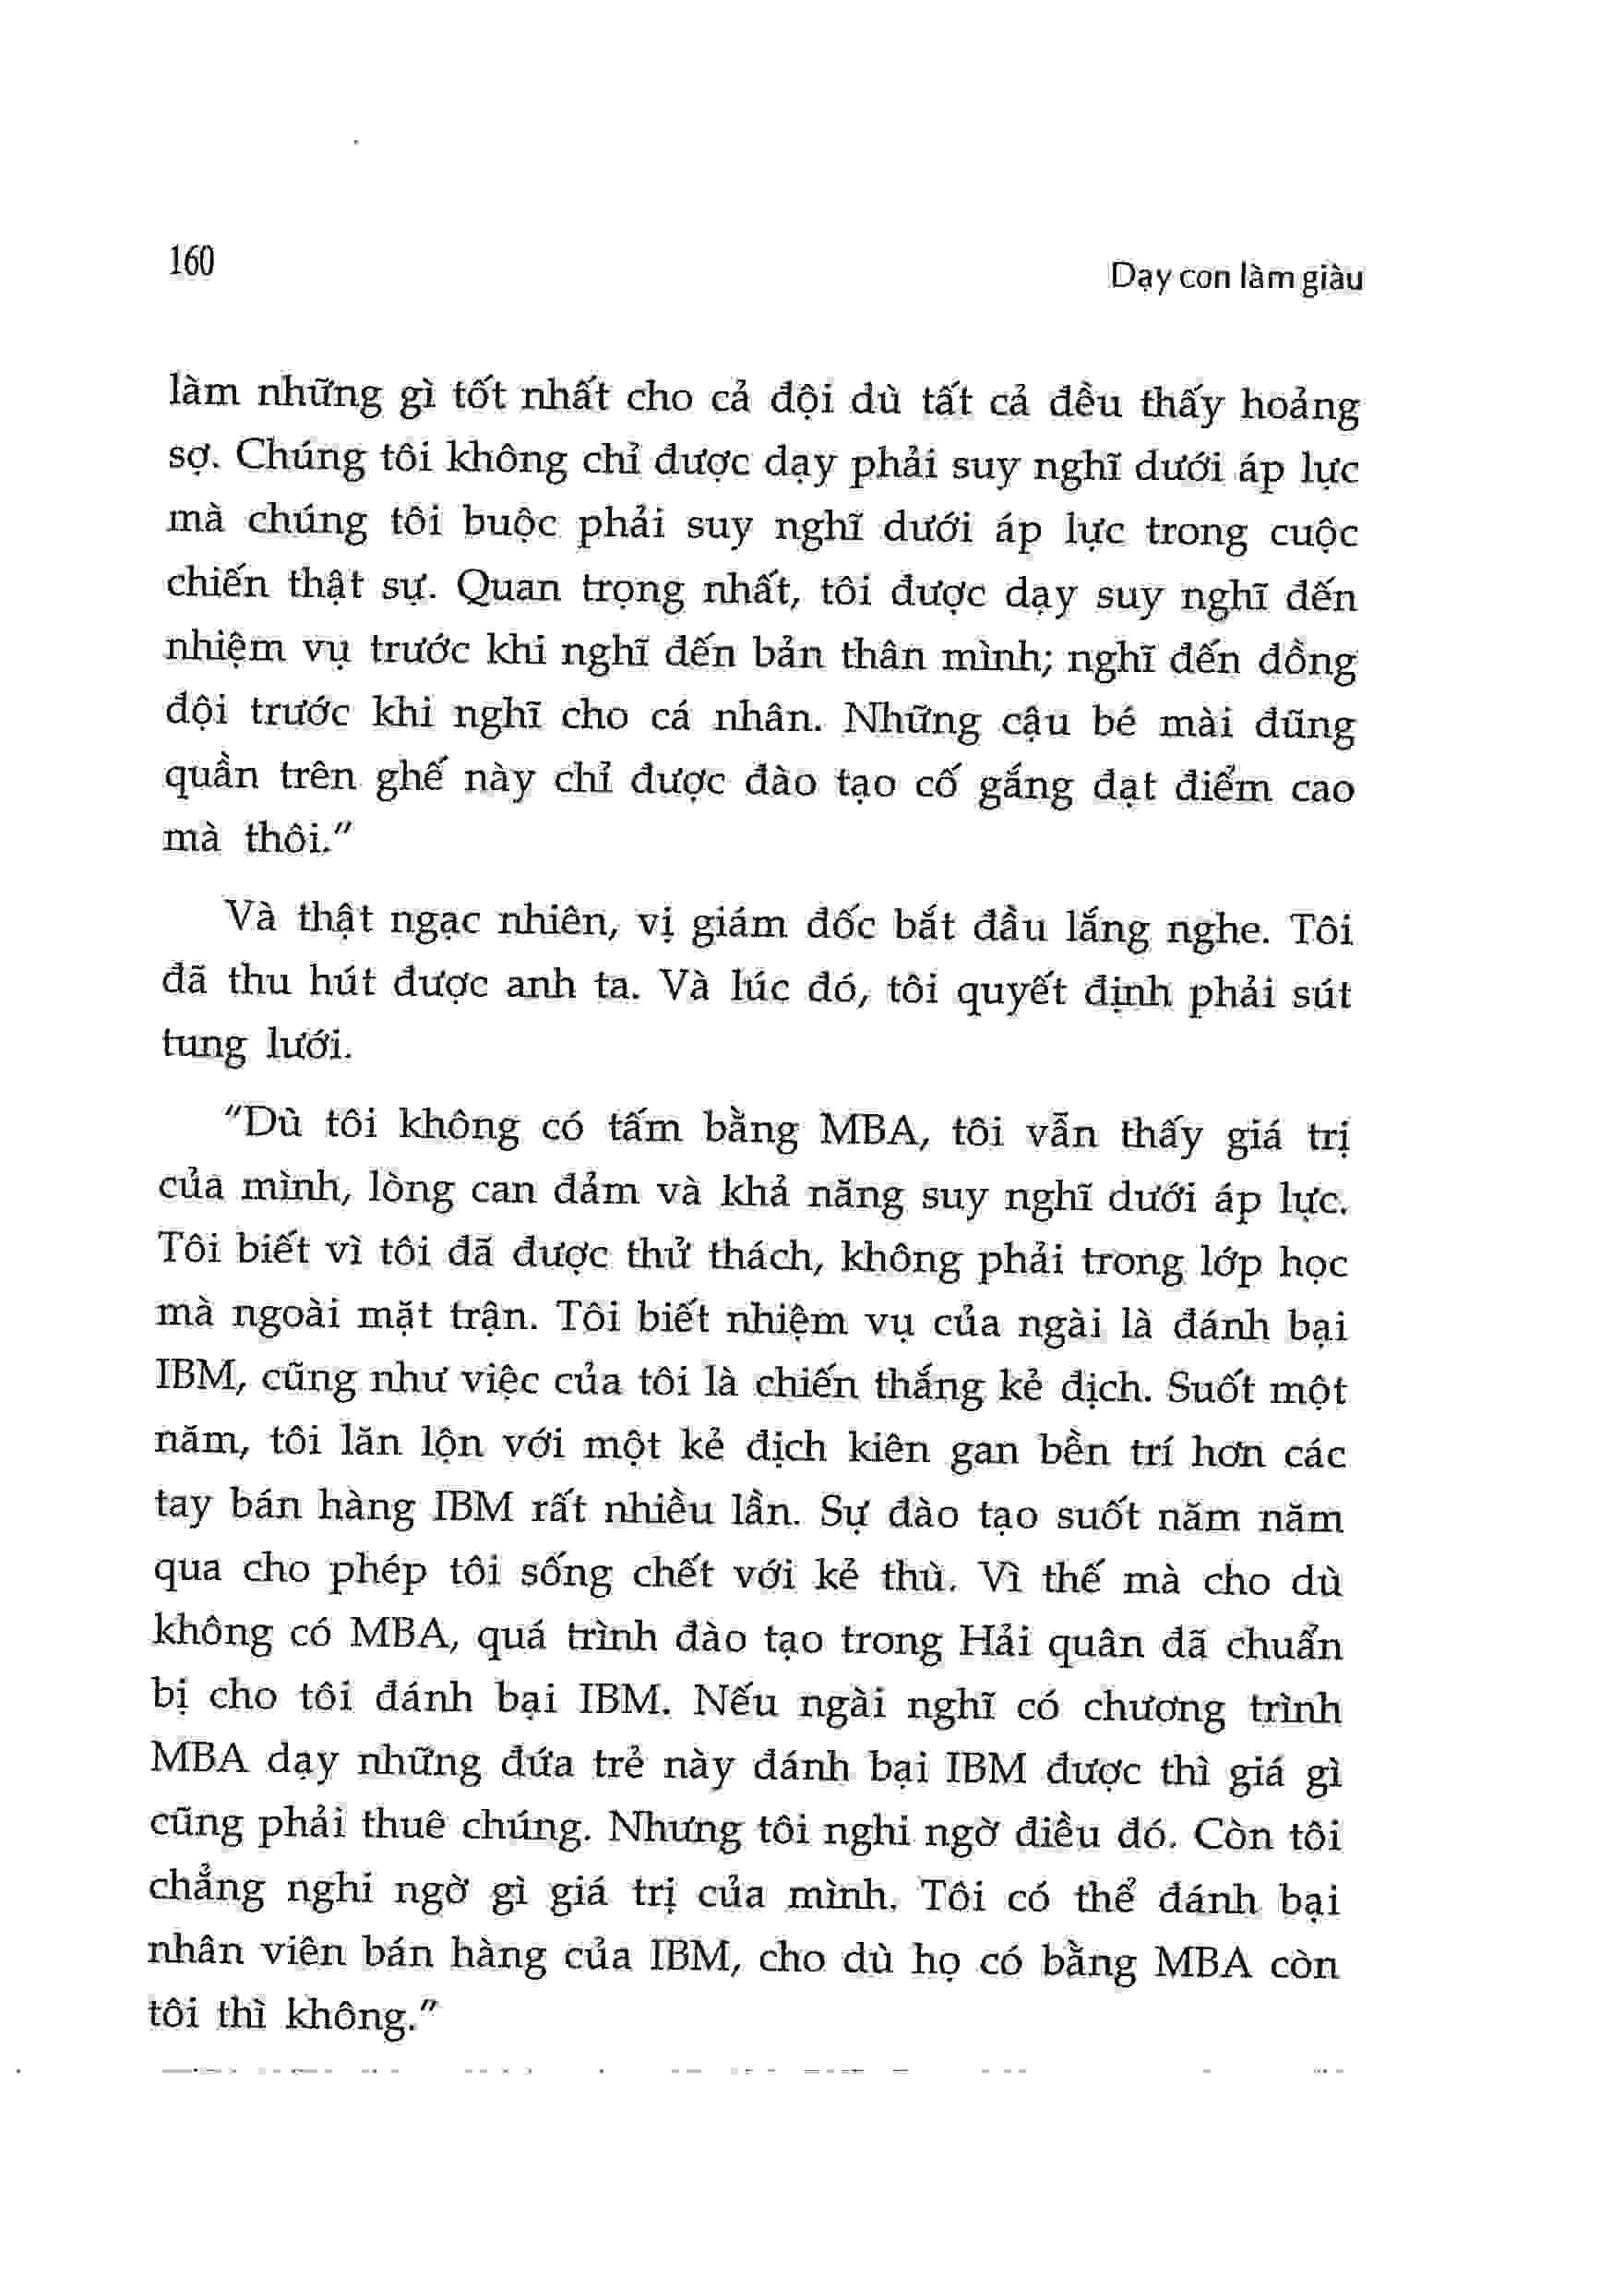 160
Dạy con làm giàu
làm những gì tốt nhất cho cả đội dù tất cả đều thấy hoảng
sợ. Chúng tôi không chỉ được dạy phải suy nghĩ dưới áp lực
mà chúng tôi buộc phải suy nghĩ dưới áp lực trong cuộc
chiến thật sự. Quan trọng nhất, tôi được dạy suy nghĩ đến
nhiệm vụ trước khi nghĩ đến bản thân mình; nghĩ đến đồng
đội trước khi nghĩ cho cá nhân. Những cậu bé mài đũng
quần trên ghế này chỉ được đào tạo cố gắng đạt điểm cao
mà thôi."
Và thật ngạc nhiên, vị giám đốc bắt đầu lắng nghe. Tôi
đã thu hút được anh ta. Và lúc đó, tôi quyết định phải sút
tung lưới.
"Dù tôi không có tấm bằng MBA, tôi vẫn thấy giá trị
của mình, lòng can đảm và khả năng suy nghĩ dưới áp lực.
Tôi biết vì tôi đã được thử thách, không phải trong lớp học
mà ngoài mặt trận. Tôi biết nhiệm vụ của ngài là đánh bại
IBM, cũng như việc của tôi là chiến thắng kẻ địch. Suốt một
năm, tôi lăn lộn với một kẻ địch kiên gan bền trí hơn các
tay bán hàng IBM rất nhiều lần. Sự đào tạo suốt năm năm
qua cho phép tôi sống chết với kẻ thù. Vì thế mà cho dù
không có MBA, quá trình đào tạo trong Hải quân đã chuẩn
bị cho tôi đánh bại IBM. Nếu ngài nghĩ có chương trình
MBA dạy những đứa trẻ này đánh bại IBM được thì giá gì
cũng phải thuê chúng. Nhưng tôi nghi ngờ điều đó. Còn tôi
chẳng nghi ngờ gì giá trị của mình. Tôi có thể đánh bại
nhân viên bán hàng của IBM, cho dù họ có bằng MBA còn
tôi thì không."